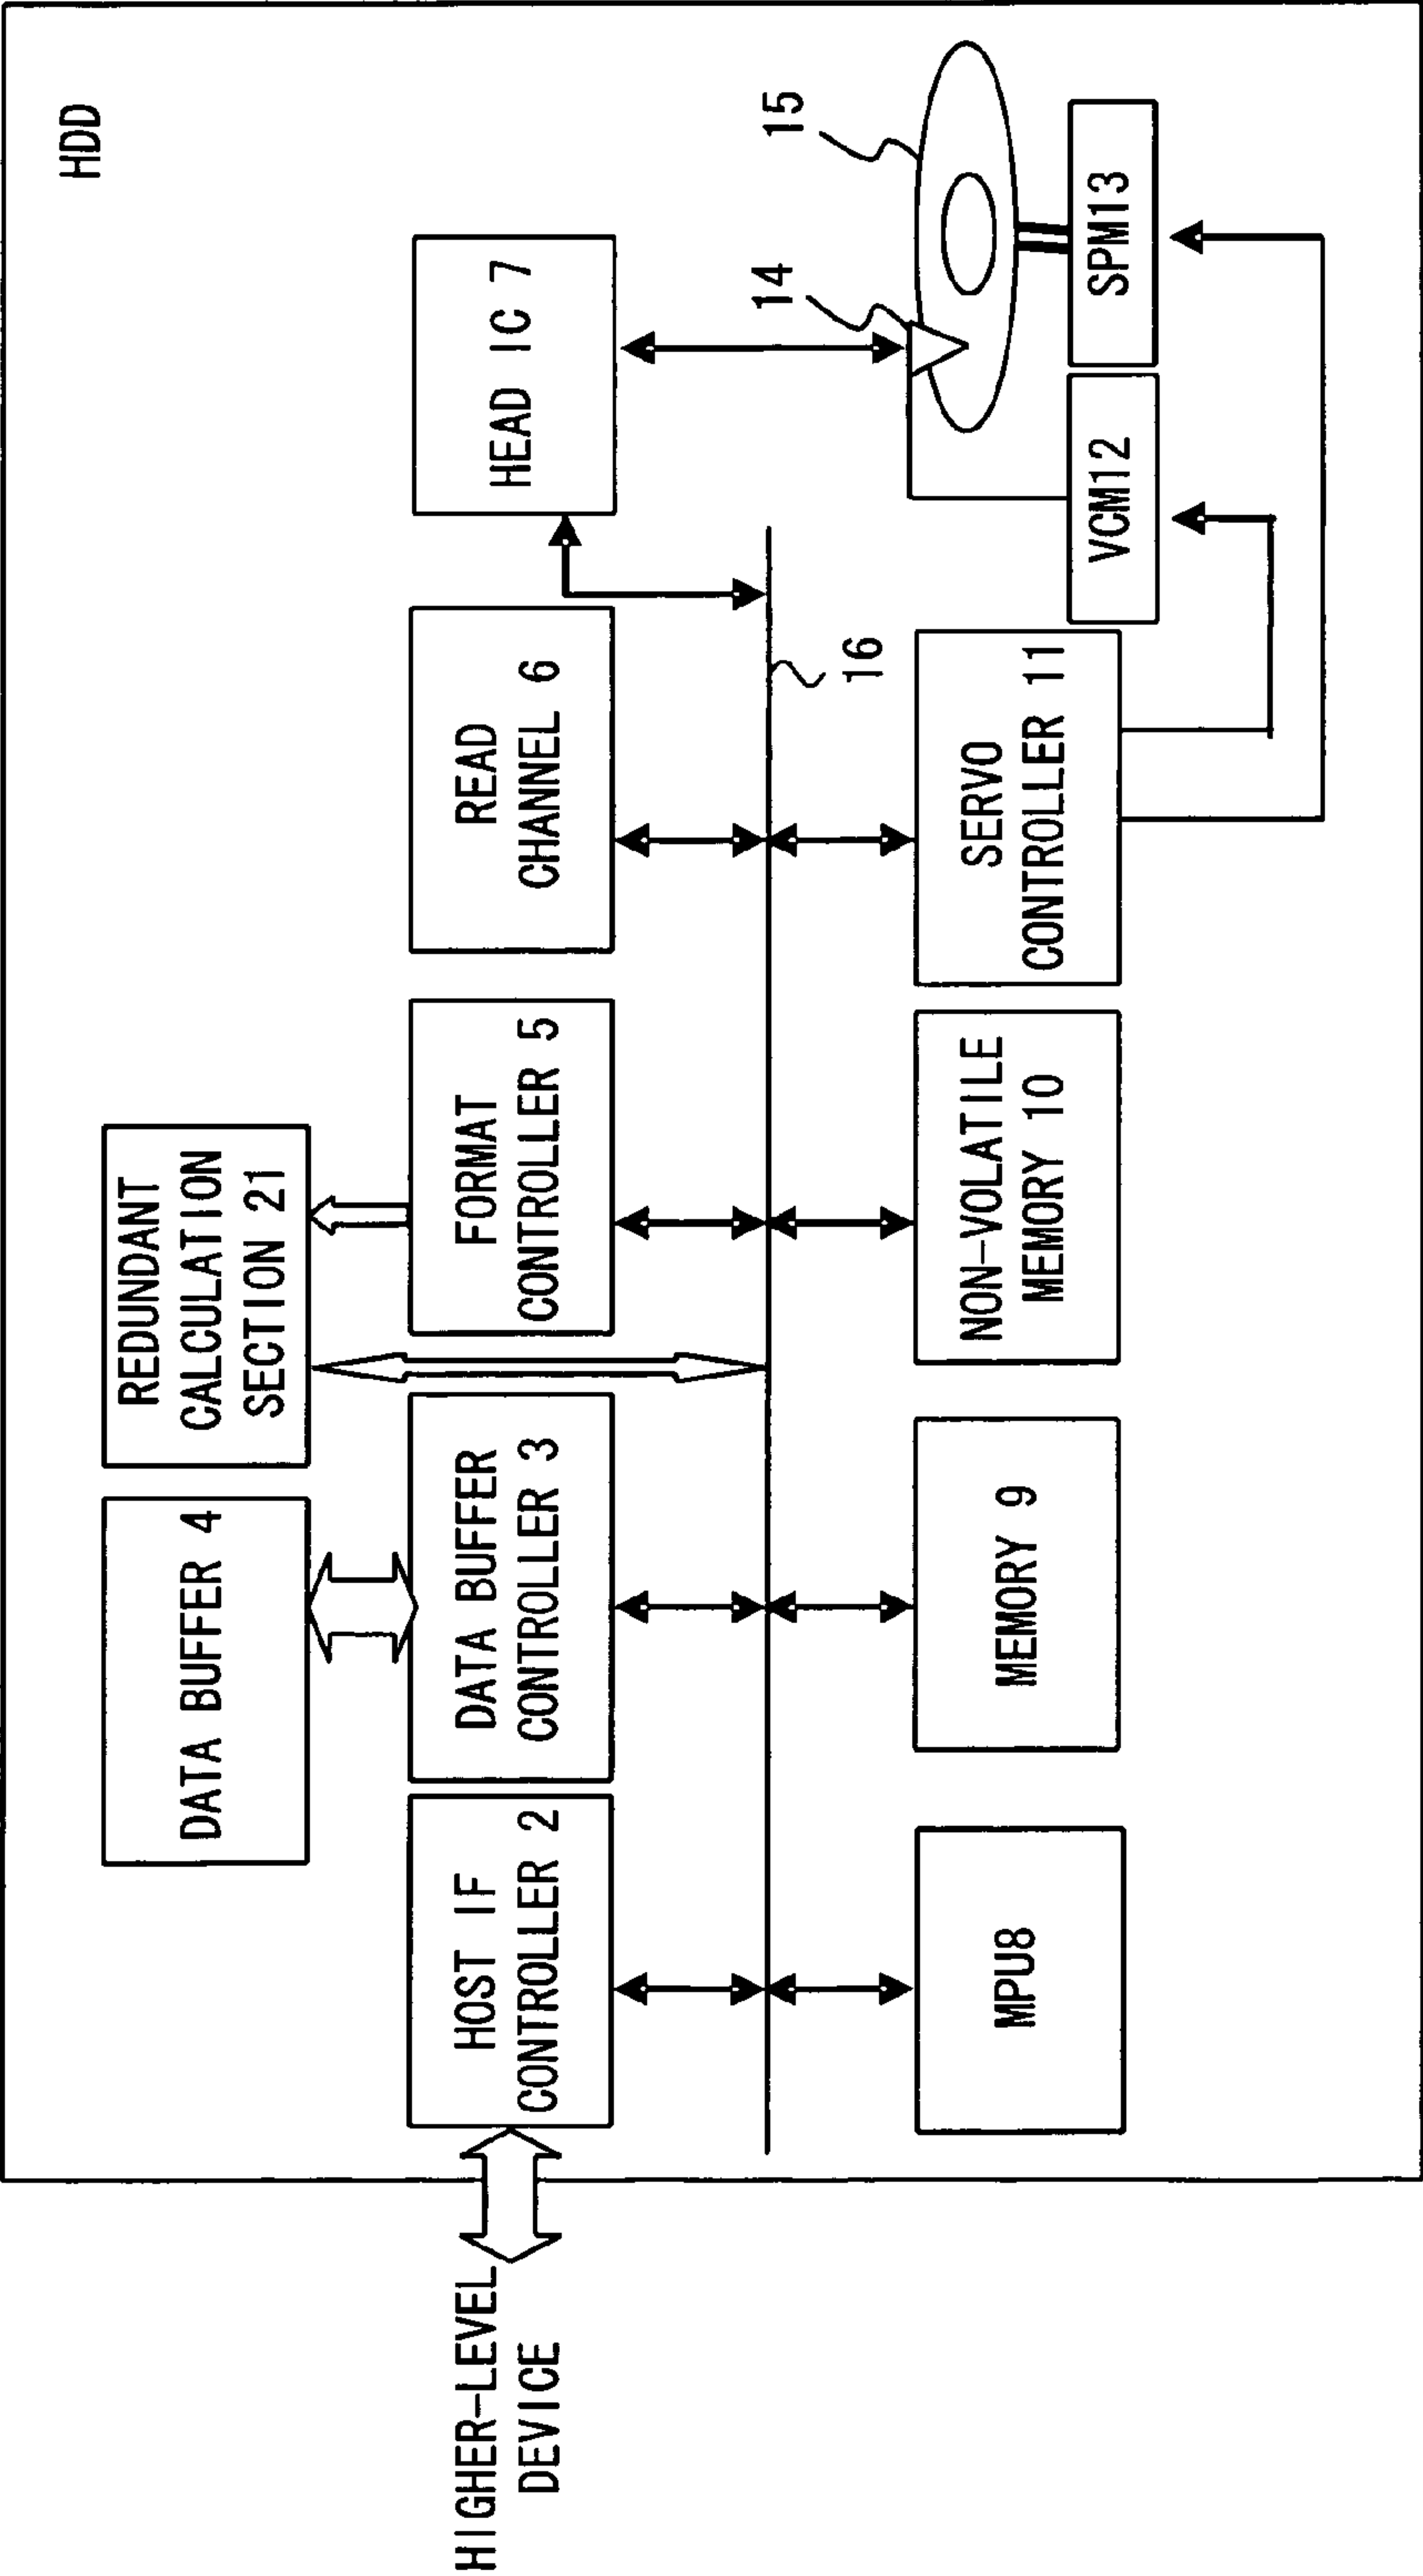 HDD
DATA BUFFER 4
REDUNDANT
CALCULATION
SECTION 21
HIGHER-LEVEL
DEVICE
HOST IF
CONTROLLER 2
DATA BUFFER
CONTROLLER 3
FORMAT
CONTROLLER 5
READ
CHANNEL 6
HEAD IC 7
14
15
16
MPU8
MEMORY 9
NON-VOLATILE
MEMORY 10
SERVO
CONTROLLER 11
VCM12
SPM13